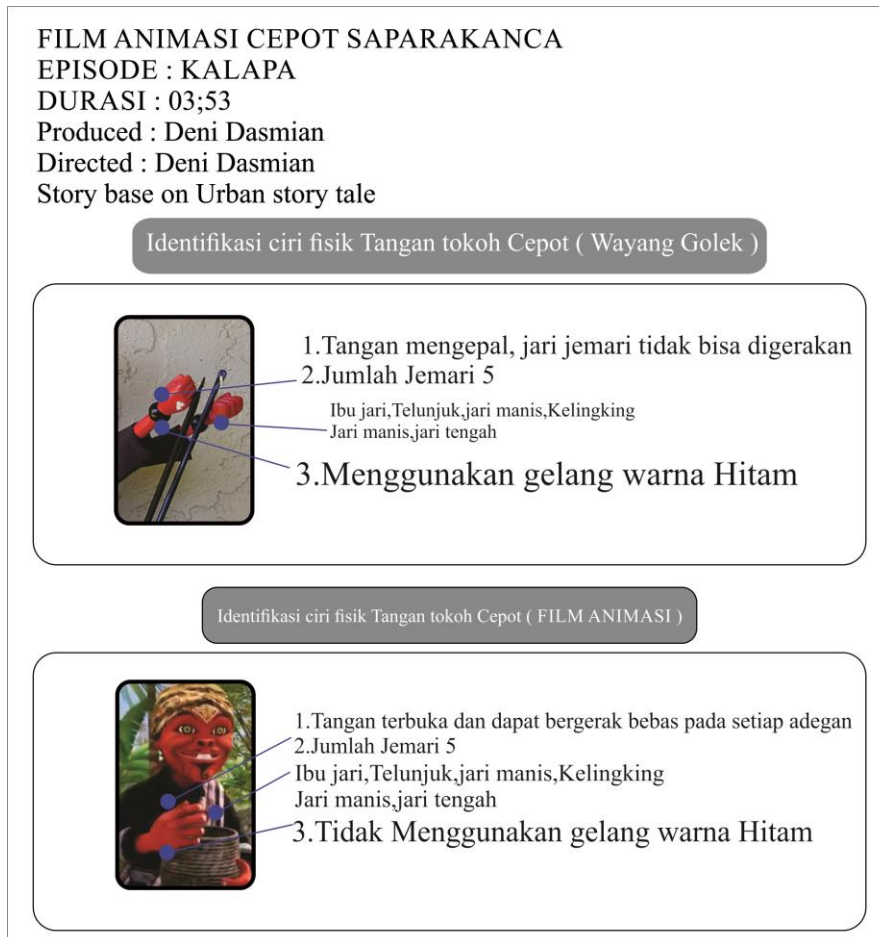 FILM ANIMASI CEPOT SAPARAKANCA
EPISODE : KALAPA
DURASI : 03;53
Produced : Deni Dasmian
Directed : Deni Dasmian
Story base on Urban story tale
Identifikasi ciri fisik Tangan tokoh Cepot ( Wayang Golek )
1.Tangan mengepal, jari jemari tidak bisa digerakan
2.Jumlah Jemari 5
Ibu jari,Telunjuk,jari manis,Kelingking
Jari manis,jari tengah
3.Menggunakan gelang warna Hitam
Identifikasi ciri fisik Tangan tokoh Cepot ( FILM ANIMASI )
1.Tangan terbuka dan dapat bergerak bebas pada setiap adegan
2.Jumlah Jemari 5
Ibu jari,Telunjuk,jari manis,Kelingking
Jari manis,jari tengah
3.Tidak Menggunakan gelang warna Hitam